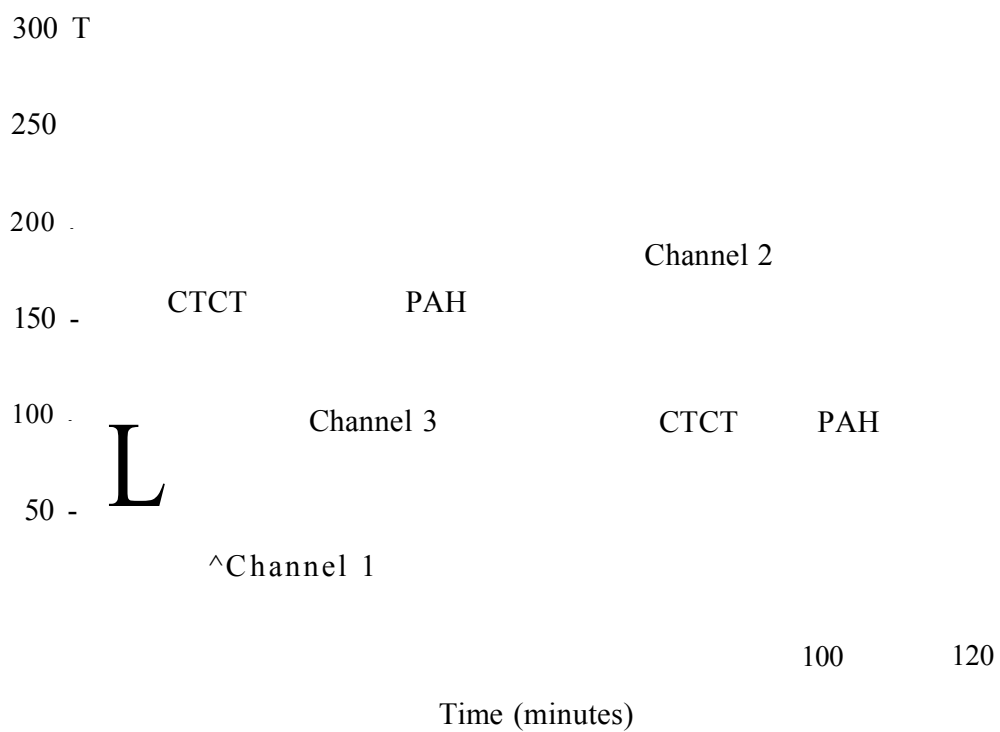 300 T
250
200 .
Channel 2
CTCT PAH
150 -
100 .
Channel 3 CTCT PAH
L
50 -
^Channel 1
100 120
Time (minutes)